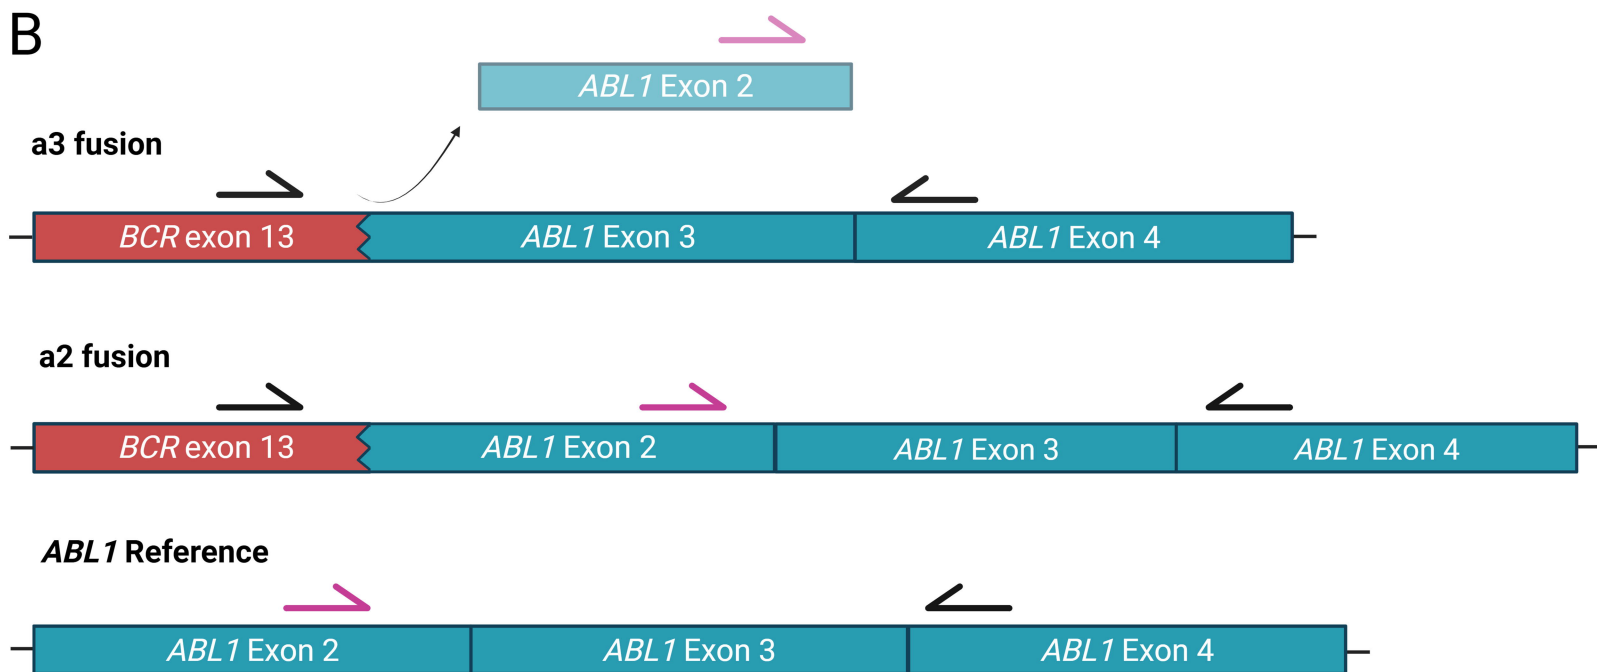 B
ABL1 Exon 2
a3 fusion
BCR exon 13 ABL1 Exon 3 ABL1 Exon 4
a2 fusion
BCR exon 13 ABL1 Exon 2 ABL1 Exon 3 ABL1 Exon 4
ABL1 Reference
ABL1 Exon 2 ABL1 Exon 3 ABL1 Exon 4